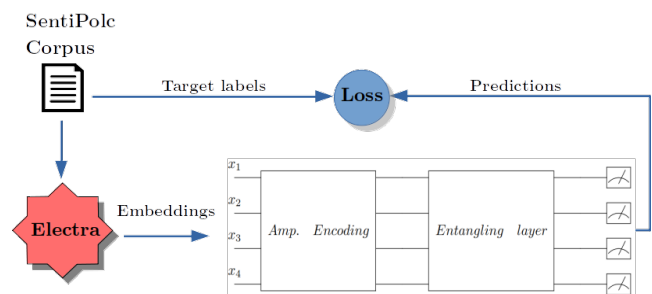 SentiPolc
Corpus
Target labels
Loss
Predictions
Electra
Embeddings
x1
x2
x3
x4
Amp. Encoding
Entangling layer